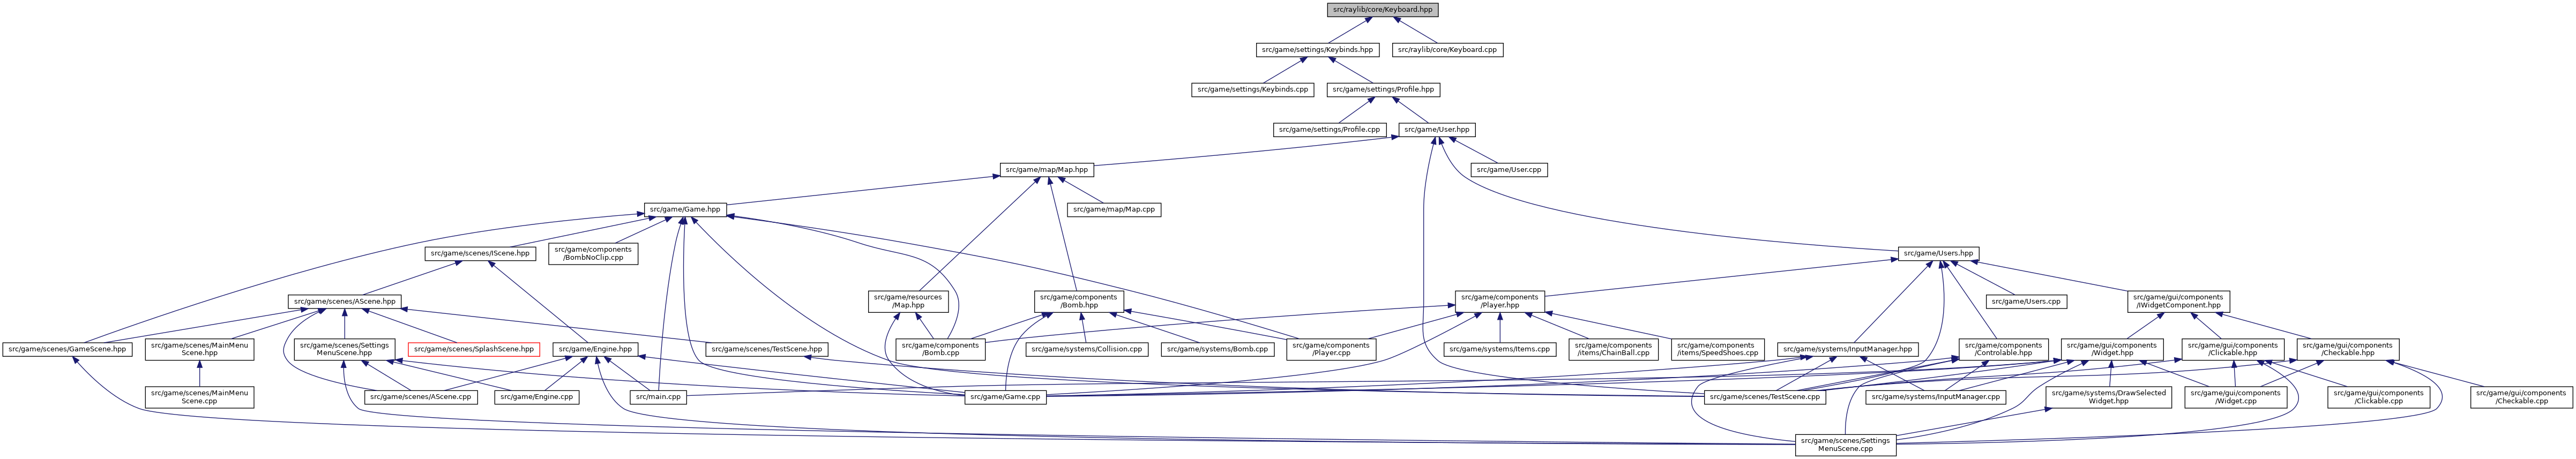 src/raylib/core/Keyboard.hpp
src/game/settings/Keybinds.hpp
src/raylib/core/Keyboard.cpp
src/game/settings/Keybinds.cpp
src/game/settings/Profile.hpp
src/game/settings/Profile.cpp
src/game/User.hpp
src/game/map/Map.hpp
src/game/User.cpp
src/game/Game.hpp
src/game/map/Map.cpp
src/game/scenes/IScene.hpp
src/game/components
/BombNoClip.cpp
src/game/Users.hpp
src/game/scenes/AScene.hpp
src/game/resources
/Map.hpp
src/game/components
/Bomb.hpp
src/game/components
/Player.hpp
src/game/Users.cpp
src/game/gui/components
/IWidgetComponent.hpp
src/game/scenes/GameScene.hpp
src/game/scenes/MainMenu
Scene.hpp
src/game/scenes/Settings
MenuScene.hpp
src/game/scenes/SplashScene.hpp
src/game/Engine.hpp
src/game/scenes/TestScene.hpp
src/game/components
/Bomb.cpp
src/game/systems/Collision.cpp
src/game/systems/Bomb.cpp
src/game/components
/Player.cpp
src/game/systems/Items.cpp
src/game/components
/items/ChainBall.cpp
src/game/components
/items/SpeedShoes.cpp
src/game/systems/InputManager.hpp
src/game/components
/Controlable.hpp
src/game/gui/components
/Widget.hpp
src/game/gui/components
/Clickable.hpp
src/game/gui/components
/Checkable.hpp
src/game/scenes/MainMenu
Scene.cpp
src/game/scenes/AScene.cpp
src/game/Engine.cpp
src/main.cpp
src/game/Game.cpp
src/game/scenes/TestScene.cpp
src/game/systems/InputManager.cpp
src/game/systems/DrawSelected
Widget.hpp
src/game/gui/components
/Widget.cpp
src/game/gui/components
/Clickable.cpp
src/game/gui/components
/Checkable.cpp
src/game/scenes/Settings
MenuScene.cpp